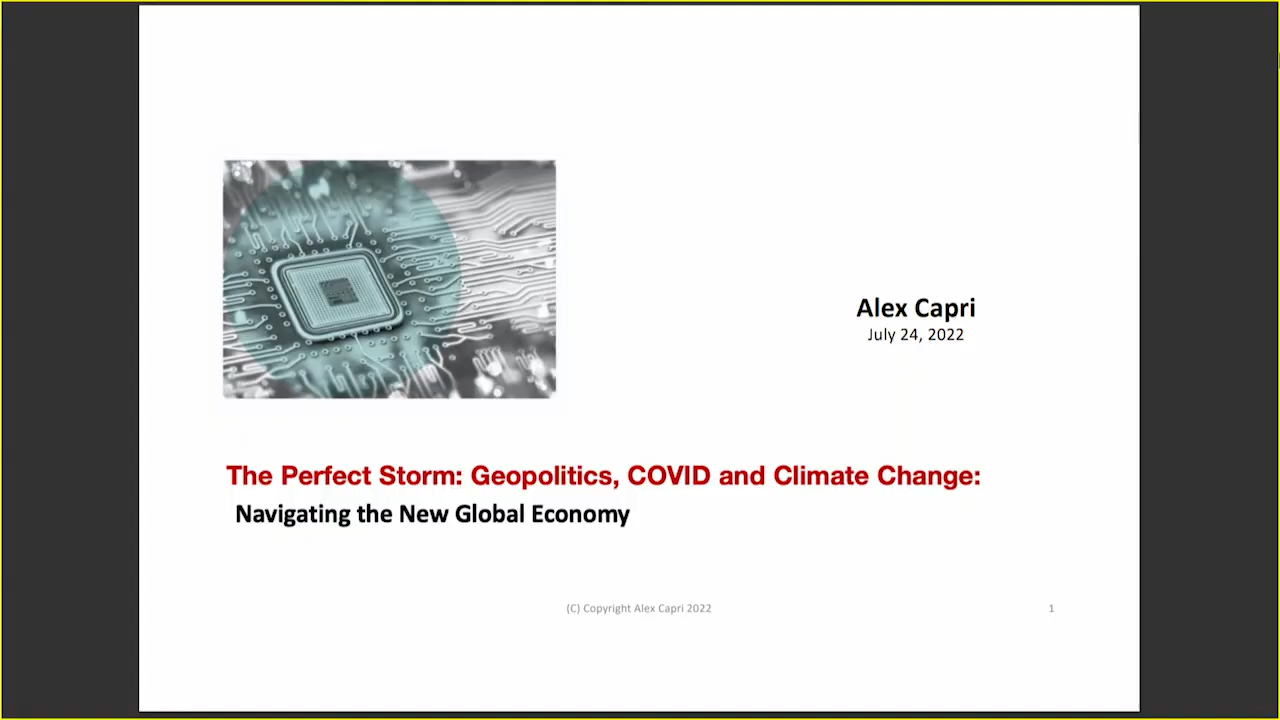 Alex Capri
July 24, 2022
The Perfect Storm: Geopolitics, COVID and Climate Change:
Navigating the New Global Economy
(C) Copyright Alex Capri 2022
1